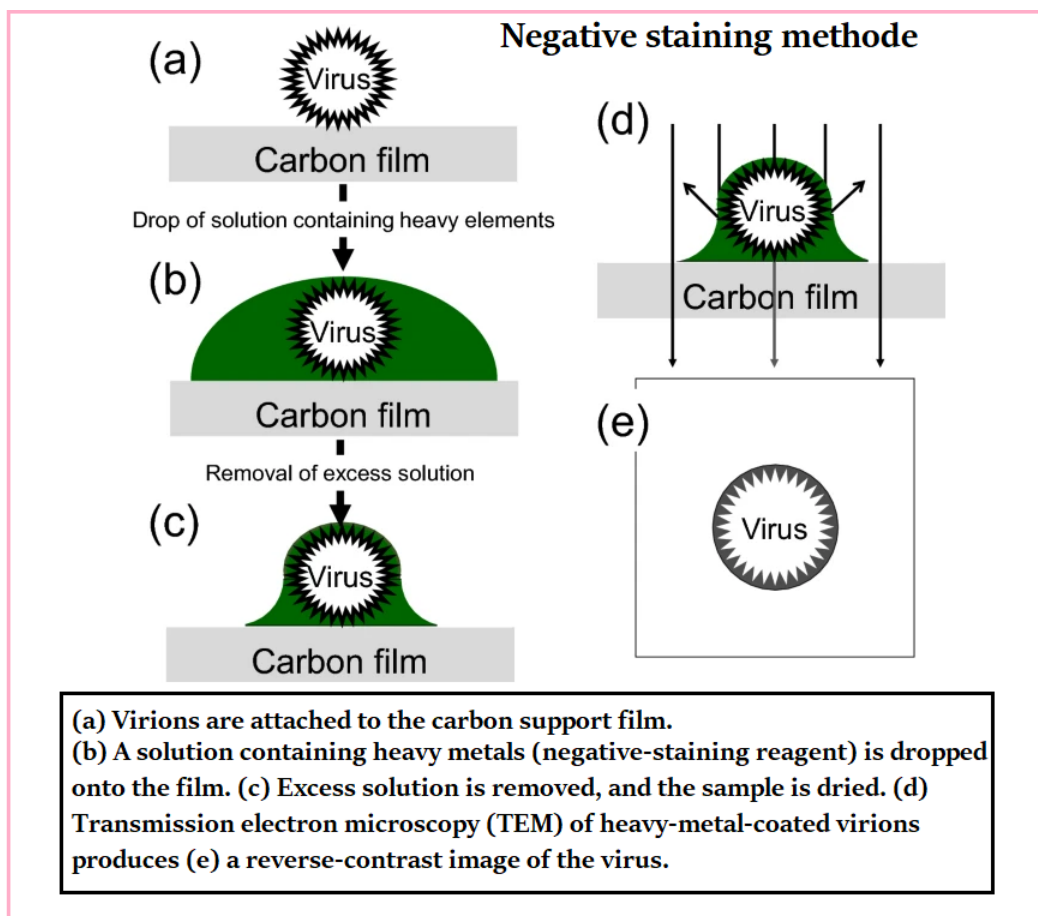 Negative staining methode
(a)
Virus
Carbon film
Drop of solution containing heavy elements
(b)
Virus
Carbon film
Removal of excess solution
(c)
Virus
Carbon film
(d)
Virus
Carbon film
(e)
Virus
(a) Virions are attached to the carbon support film.
(b) A solution containing heavy metals (negative-staining reagent) is dropped
onto the film. (c) Excess solution is removed, and the sample is dried. (d)
Transmission electron microscopy (TEM) of heavy-metal-coated virions
produces (e) a reverse-contrast image of the virus.